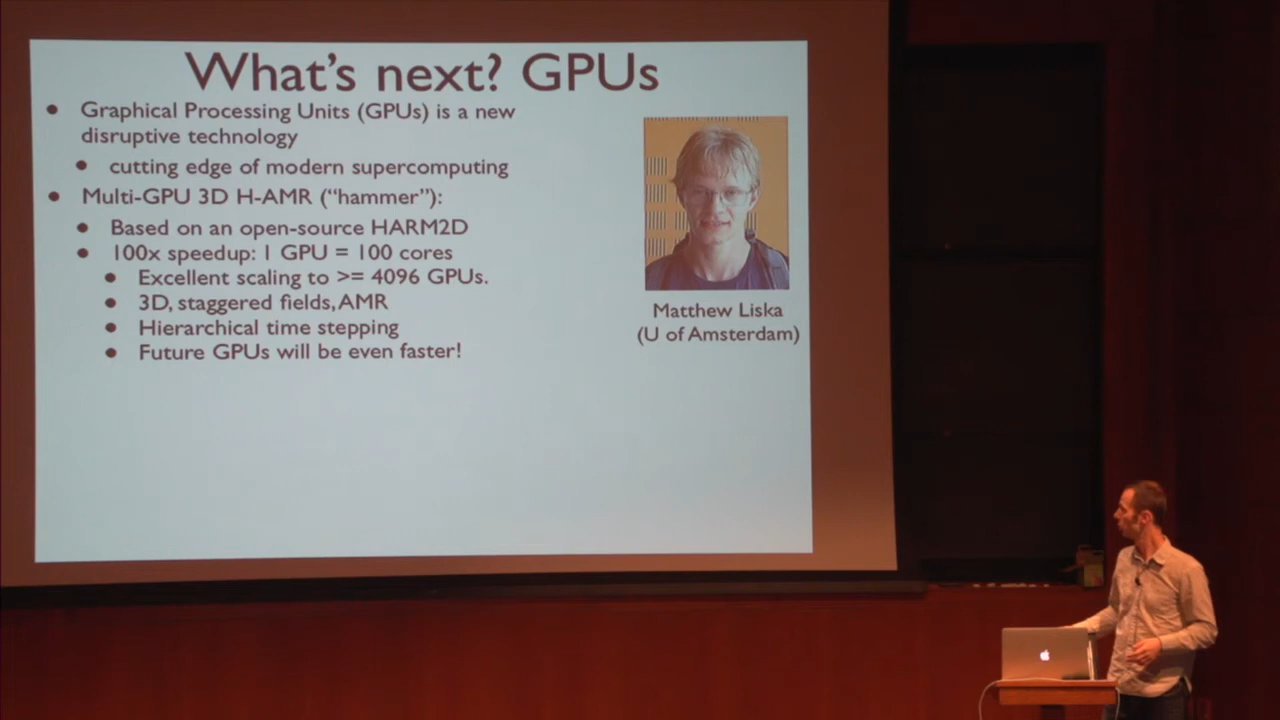 What's next? GPUs
• Graphical Processing Units (GPUs) is a new
disruptive technology
• cutting edge of modern supercomputing
• Multi-GPU 3D H-AMR (“hammer”):
• Based on an open-source HARM2D
• 100x speedup: 1 GPU = 100 cores
• Excellent scaling to >= 4096 GPUs.
• 3D, staggered fields, AMR
• Hierarchical time stepping
• Future GPUs will be even faster!
Matthew Liska
(U of Amsterdam)